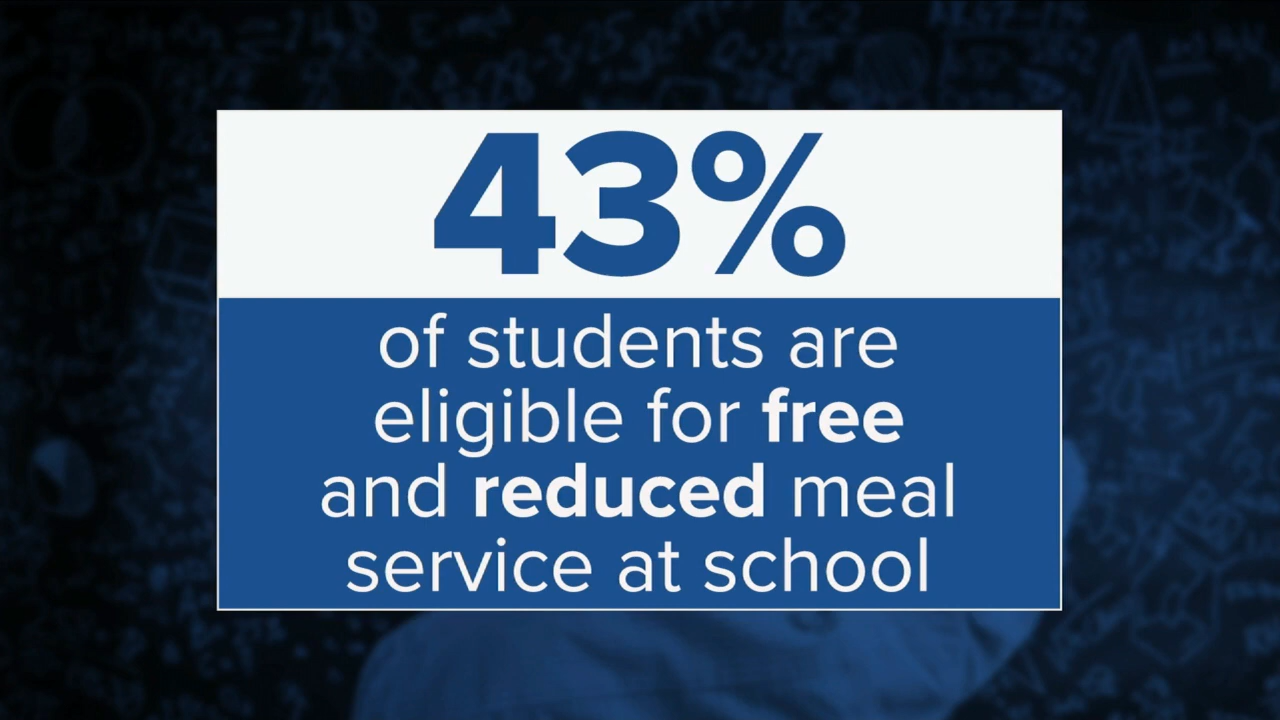 43%
of students are
eligible for free
and reduced meal
service at school